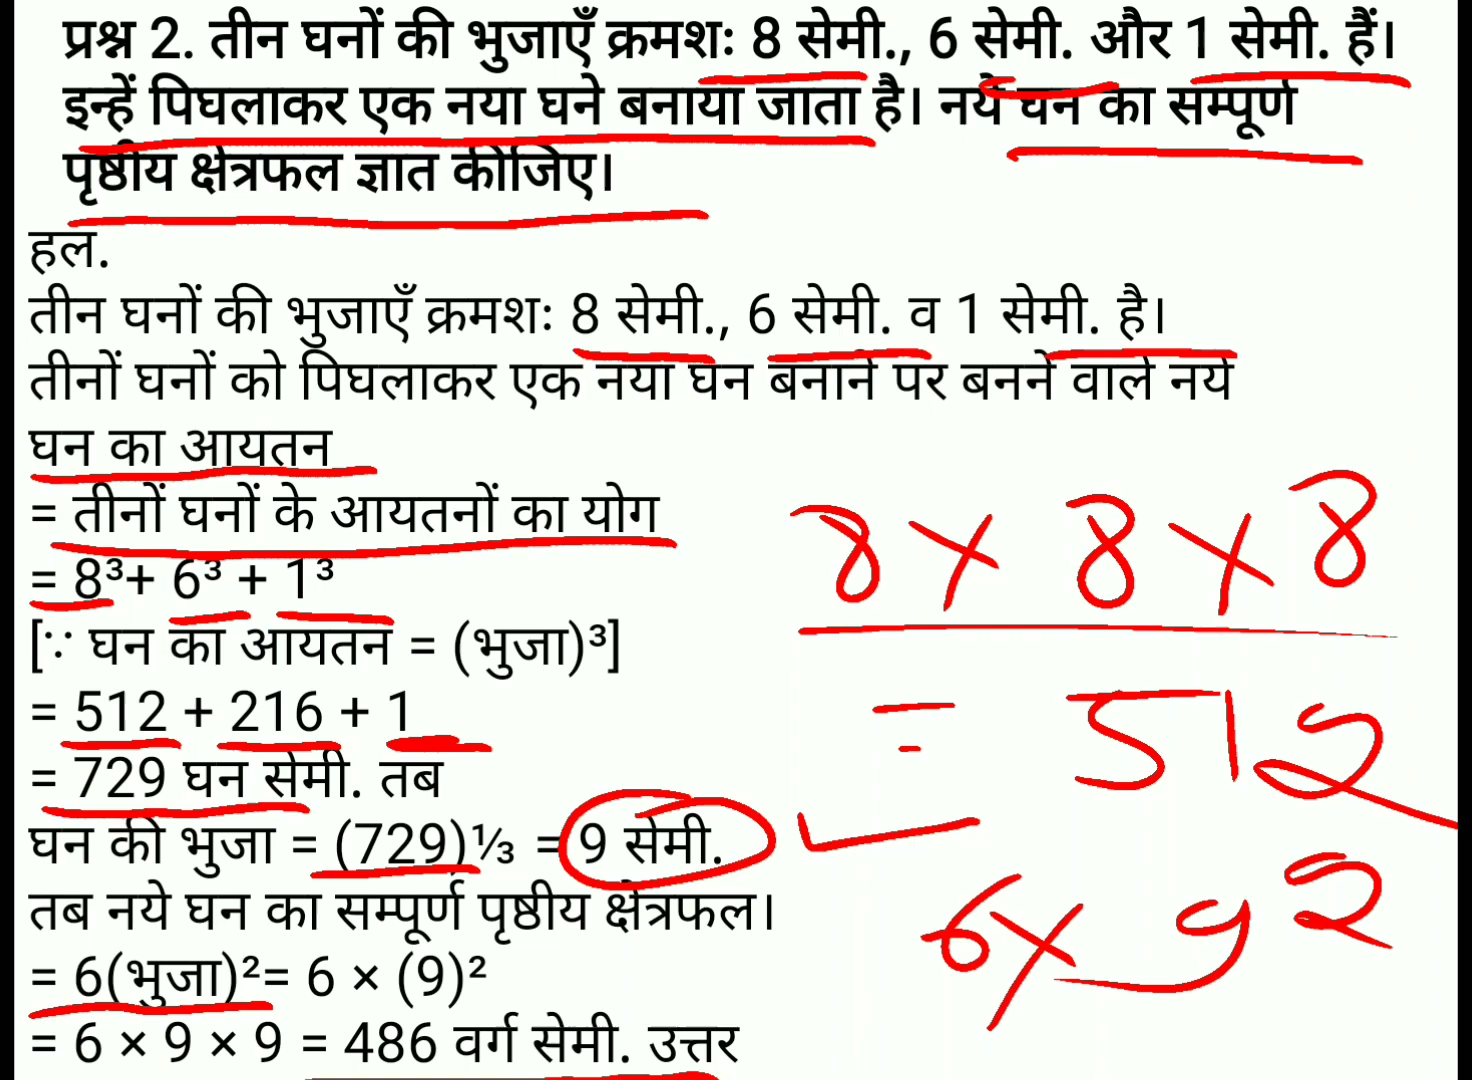 प्रश्न 2. तीन घनों की भुजाएँ क्रमशः 8 सेमी., 6 सेमी. और 1 सेमी. हैं।
इन्हें पिघलाकर एक नया घन बनाया जाता है। नये घन का सम्पूर्ण
पृष्ठीय क्षेत्रफल ज्ञात कीजिए।
हल.
तीन घनों की भुजाएँ क्रमशः 8 सेमी., 6 सेमी. व 1 सेमी. है।
तीनों घनों को पिघलाकर एक नया घन बनाने पर बनने वाले नये
घन का आयतन
= तीनों घनों के आयतनों का योग
= 8³+ 6³ + 1³
[∵ घन का आयतन = (भुजा)³]
= 512 + 216 + 1
= 729 घन सेमी. तब
घन की भुजा = (729)⅓ = 9 सेमी.
तब नये घन का सम्पूर्ण पृष्ठीय क्षेत्रफल।
= 6(भुजा)²= 6 × (9)²
= 6 × 9 × 9 = 486 वर्ग सेमी. उत्तर
8 × 8 × 8
= 512
6 × 9 2